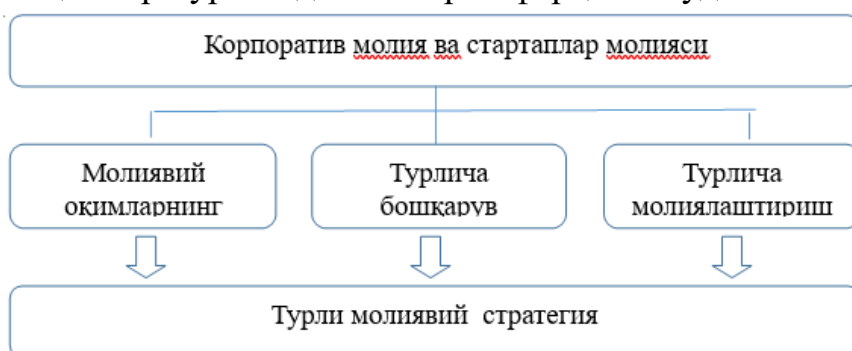 Корпоратив молия ва стартаплар молияси
Молиявий
оқимларнинг
Турлича
бошқарув
Турлича
молиялаштириш
Турли молиявий стратегия